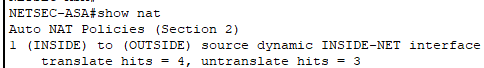 NETSEC-ASA#show nat
Auto NAT Policies (Section 2)
1 (INSIDE) to (OUTSIDE) source dynamic INSIDE-NET interface
translate hits = 4, untranslate hits = 3